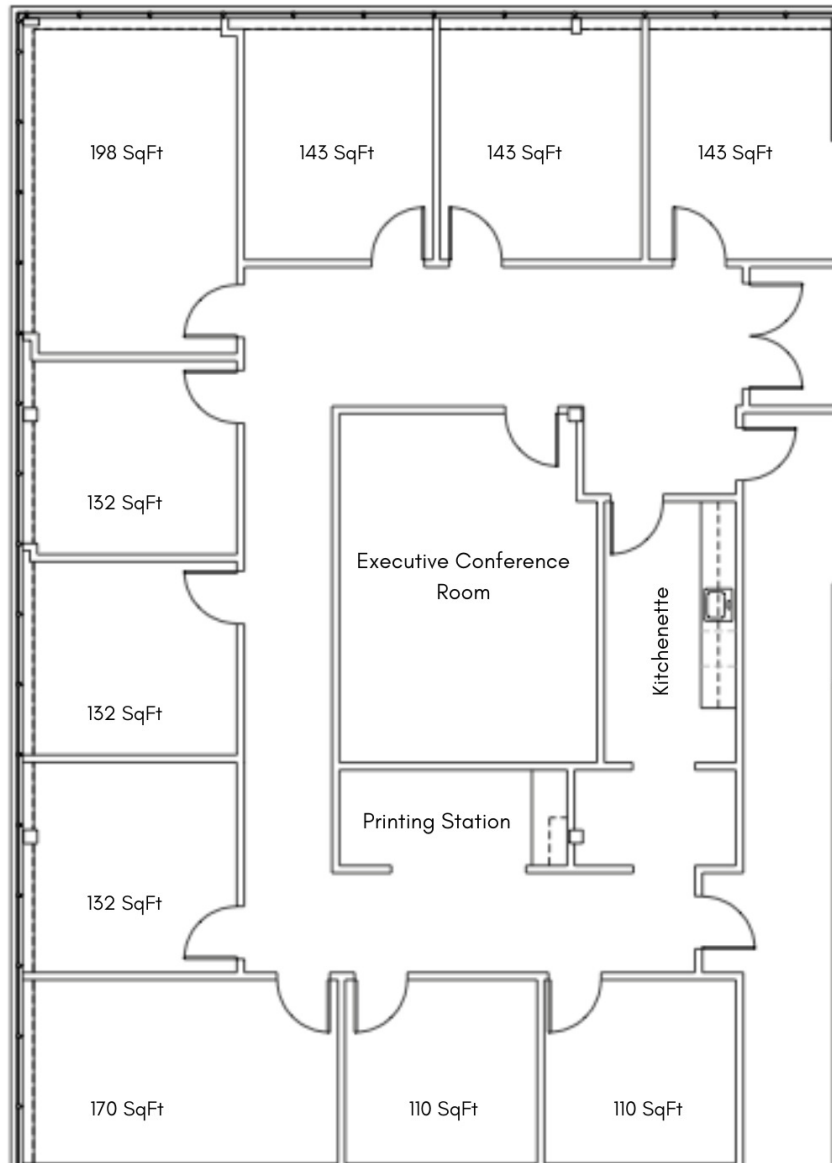 198 SqFt
143 SqFt
143 SqFt
143 SqFt
132 SqFt
Executive Conference
Room
Kitchenette
132 SqFt
Printing Station
132 SqFt
170 SqFt
110 SqFt
110 SqFt